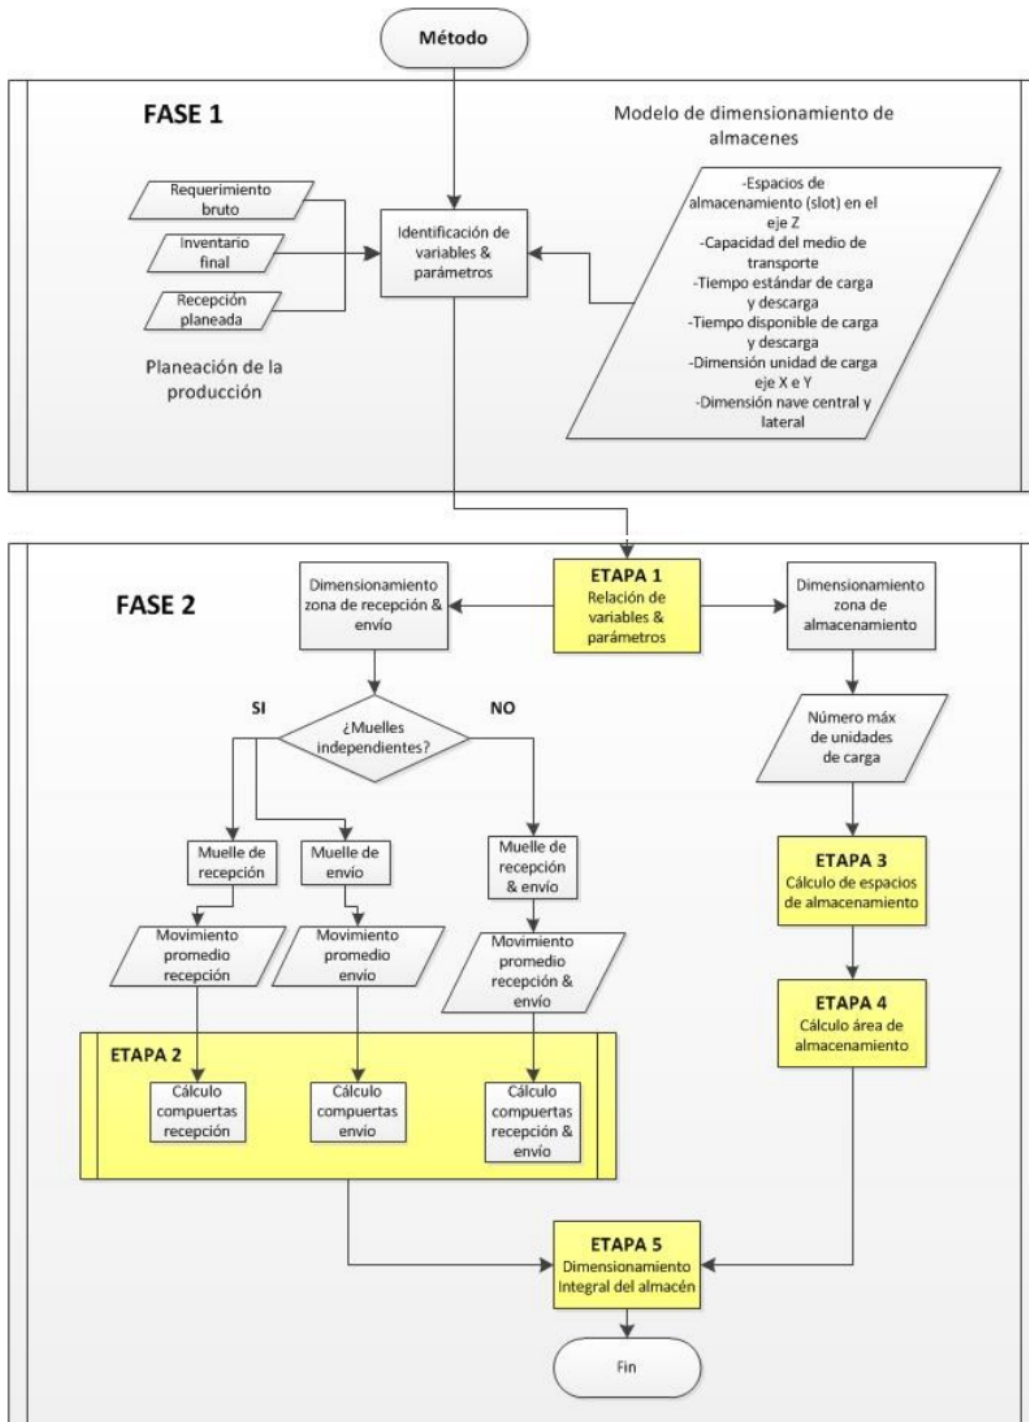 Método
FASE 1
Modelo de dimensionamiento de
almacenes
Requerimiento
bruto
Inventario
final
Recepción
planeada
Planeación de la
producción
Identificación de
variables &
parámetros
-Espacios de
almacenamiento (slot) en el
eje Z
-Capacidad del medio de
transporte
-Tiempo estándar de carga
y descarga
-Tiempo disponible de carga
y descarga
-Dimensión unidad de carga
eje X e Y
-Dimensión nave central y
lateral
FASE 2
Dimensionamiento
zona de recepción &
envío
ETAPA 1
Relación de
variables &
parámetros
Dimensionamiento
zona de
almacenamiento
SI
NO
¿Muelles
independientes?
Número máx
de unidades
de carga
Muelle de
recepción
Muelle de
envío
Muelle de
recepción
& envío
ETAPA 3
Cálculo de espacios
de almacenamiento
Movimiento
promedio
recepción
Movimiento
promedio
envío
Movimiento
promedio
recepción &
envío
ETAPA 4
Cálculo área de
almacenamiento
ETAPA 2
Cálculo
compuertas
recepción
Cálculo
compuertas
envío
Cálculo
compuertas
recepción &
envío
ETAPA 5
Dimensionamiento
Integral del almacén
Fin